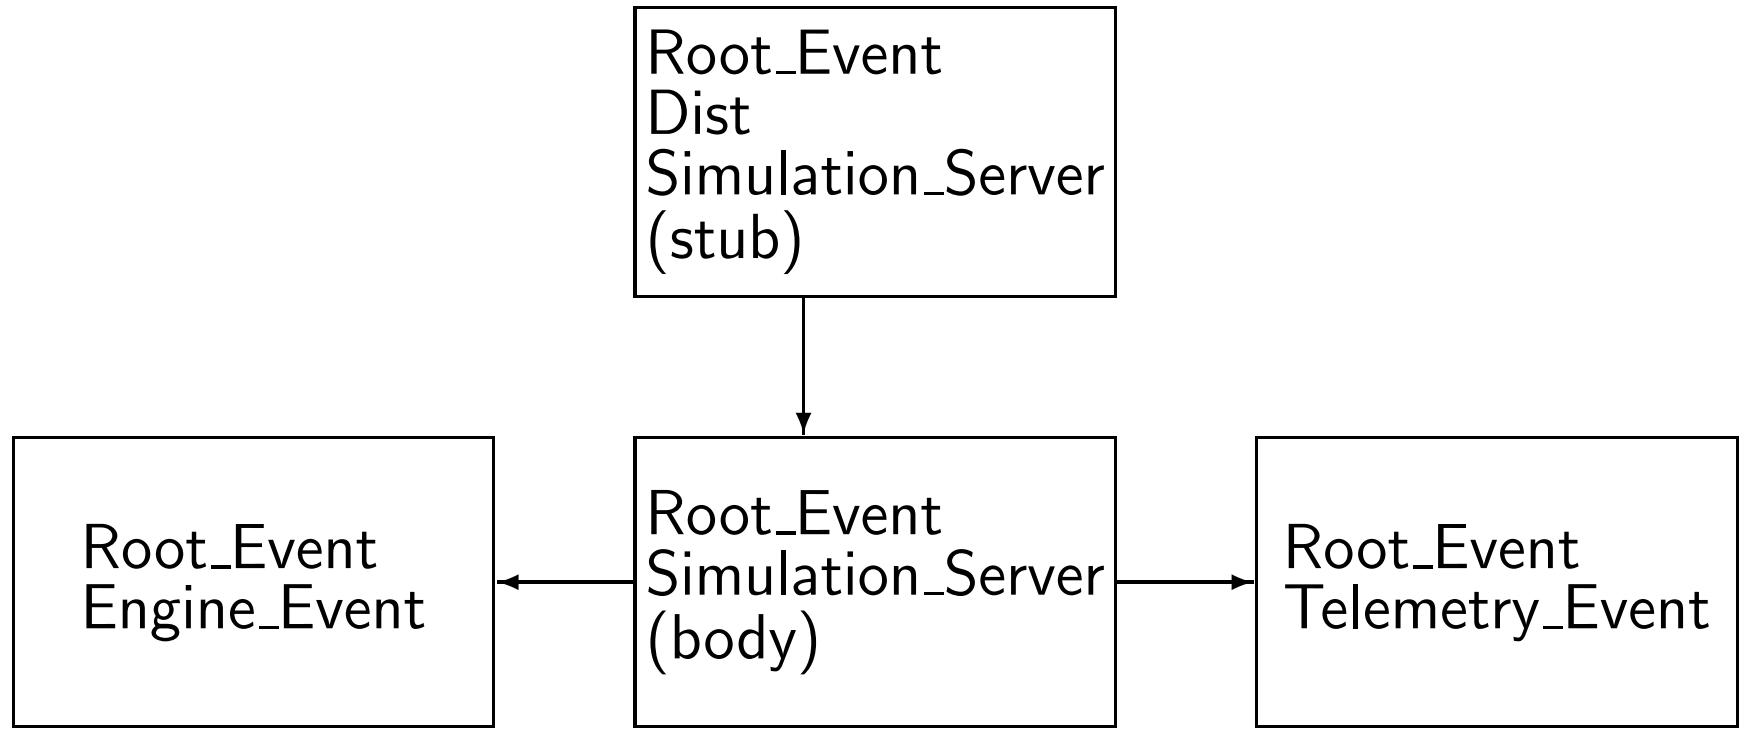 Root_Event
Dist
Simulation_Server
(stub)
Root_Event
Engine_Event
Root_Event
Simulation_Server
(body)
Root_Event
Telemetry_Event